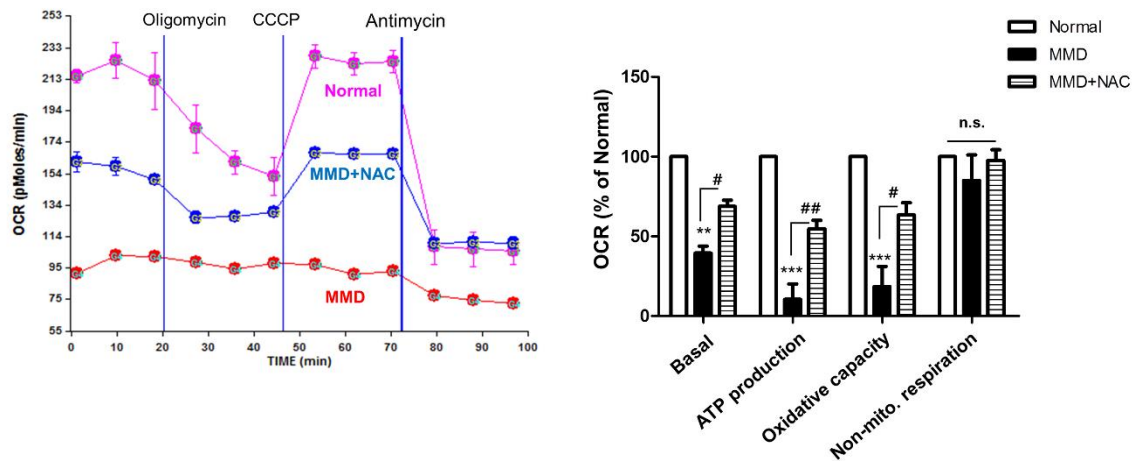 Oligomycin CCCP Antimycin
OCR (pMoles/min)
253
233
213
194
174
154
134
114
95
75
55
Normal
MMD+NAC
MMD
0 10 20 30 40 50 60 70 80 90 100
TIME (min)
Normal
MMD
MMD+NAC
OCR (% of Normal)
150
100
50
0
n.s.
# ## #
** *** ***
Basal
ATP production
Oxidative capacity
Non-mito. respiration